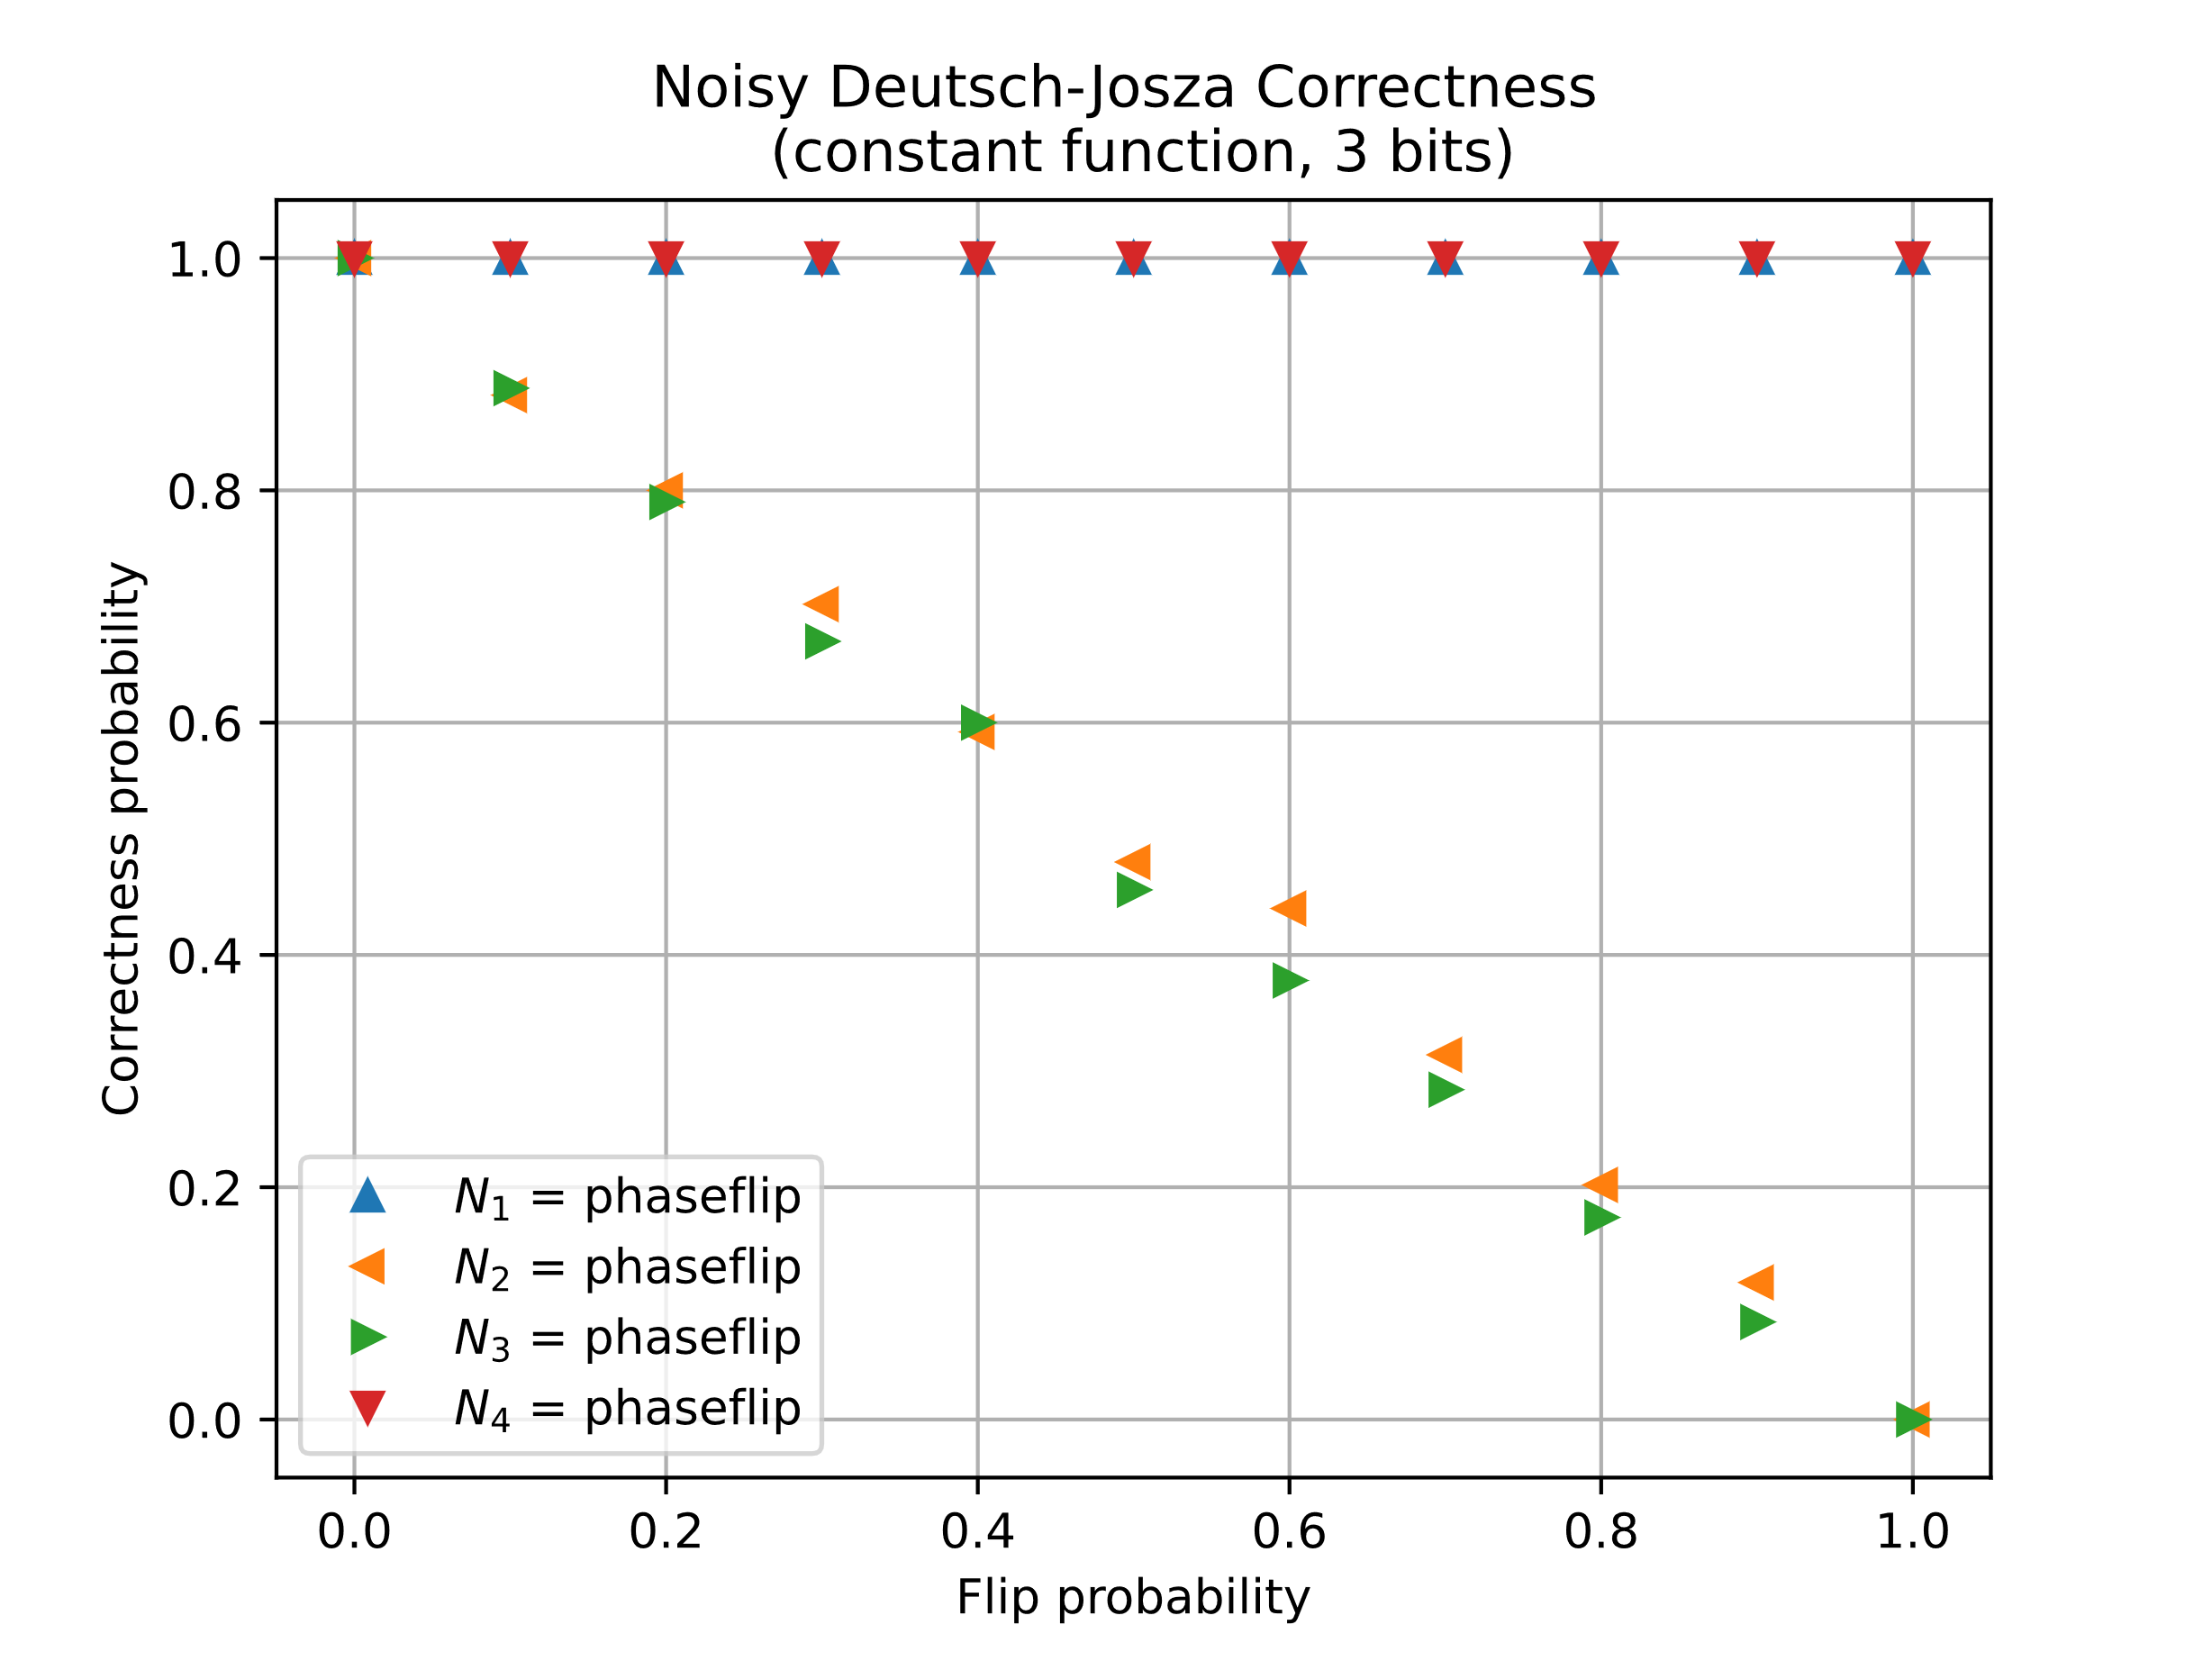 Noisy Deutsch-Josza Correctness
(constant function, 3 bits)
Correctness probability
1.0
0.8
0.6
0.4
0.2
0.0
N₁ = phaseflip
N₂ = phaseflip
N₃ = phaseflip
N₄ = phaseflip
0.0 0.2 0.4 0.6 0.8 1.0
Flip probability